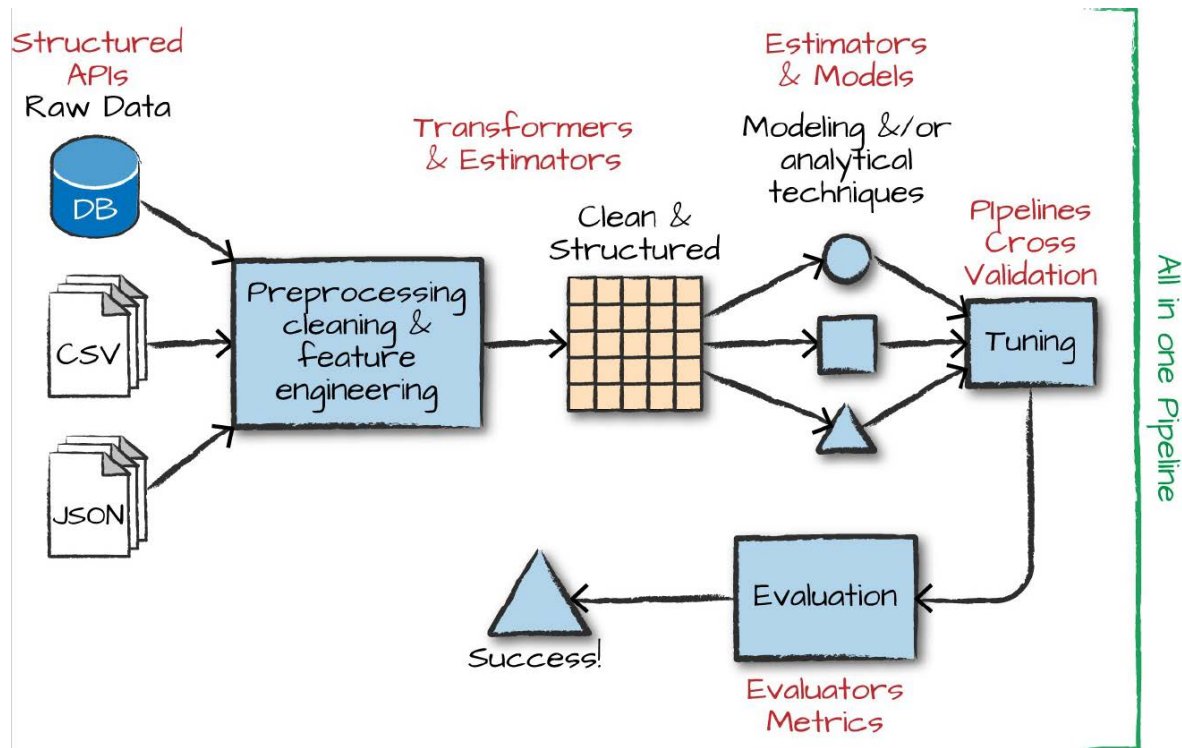 Structured
APIs
Raw Data
DB
CSV
JSON
Transformers
& Estimators
Preprocessing
cleaning &
feature
engineering
Clean &
Structured
Estimators
& Models
Modeling &/or
analytical
techniques
PIpelines
Cross
Validation
Tuning
Evaluation
Evaluators
Metrics
Success!
All in one Pipeline